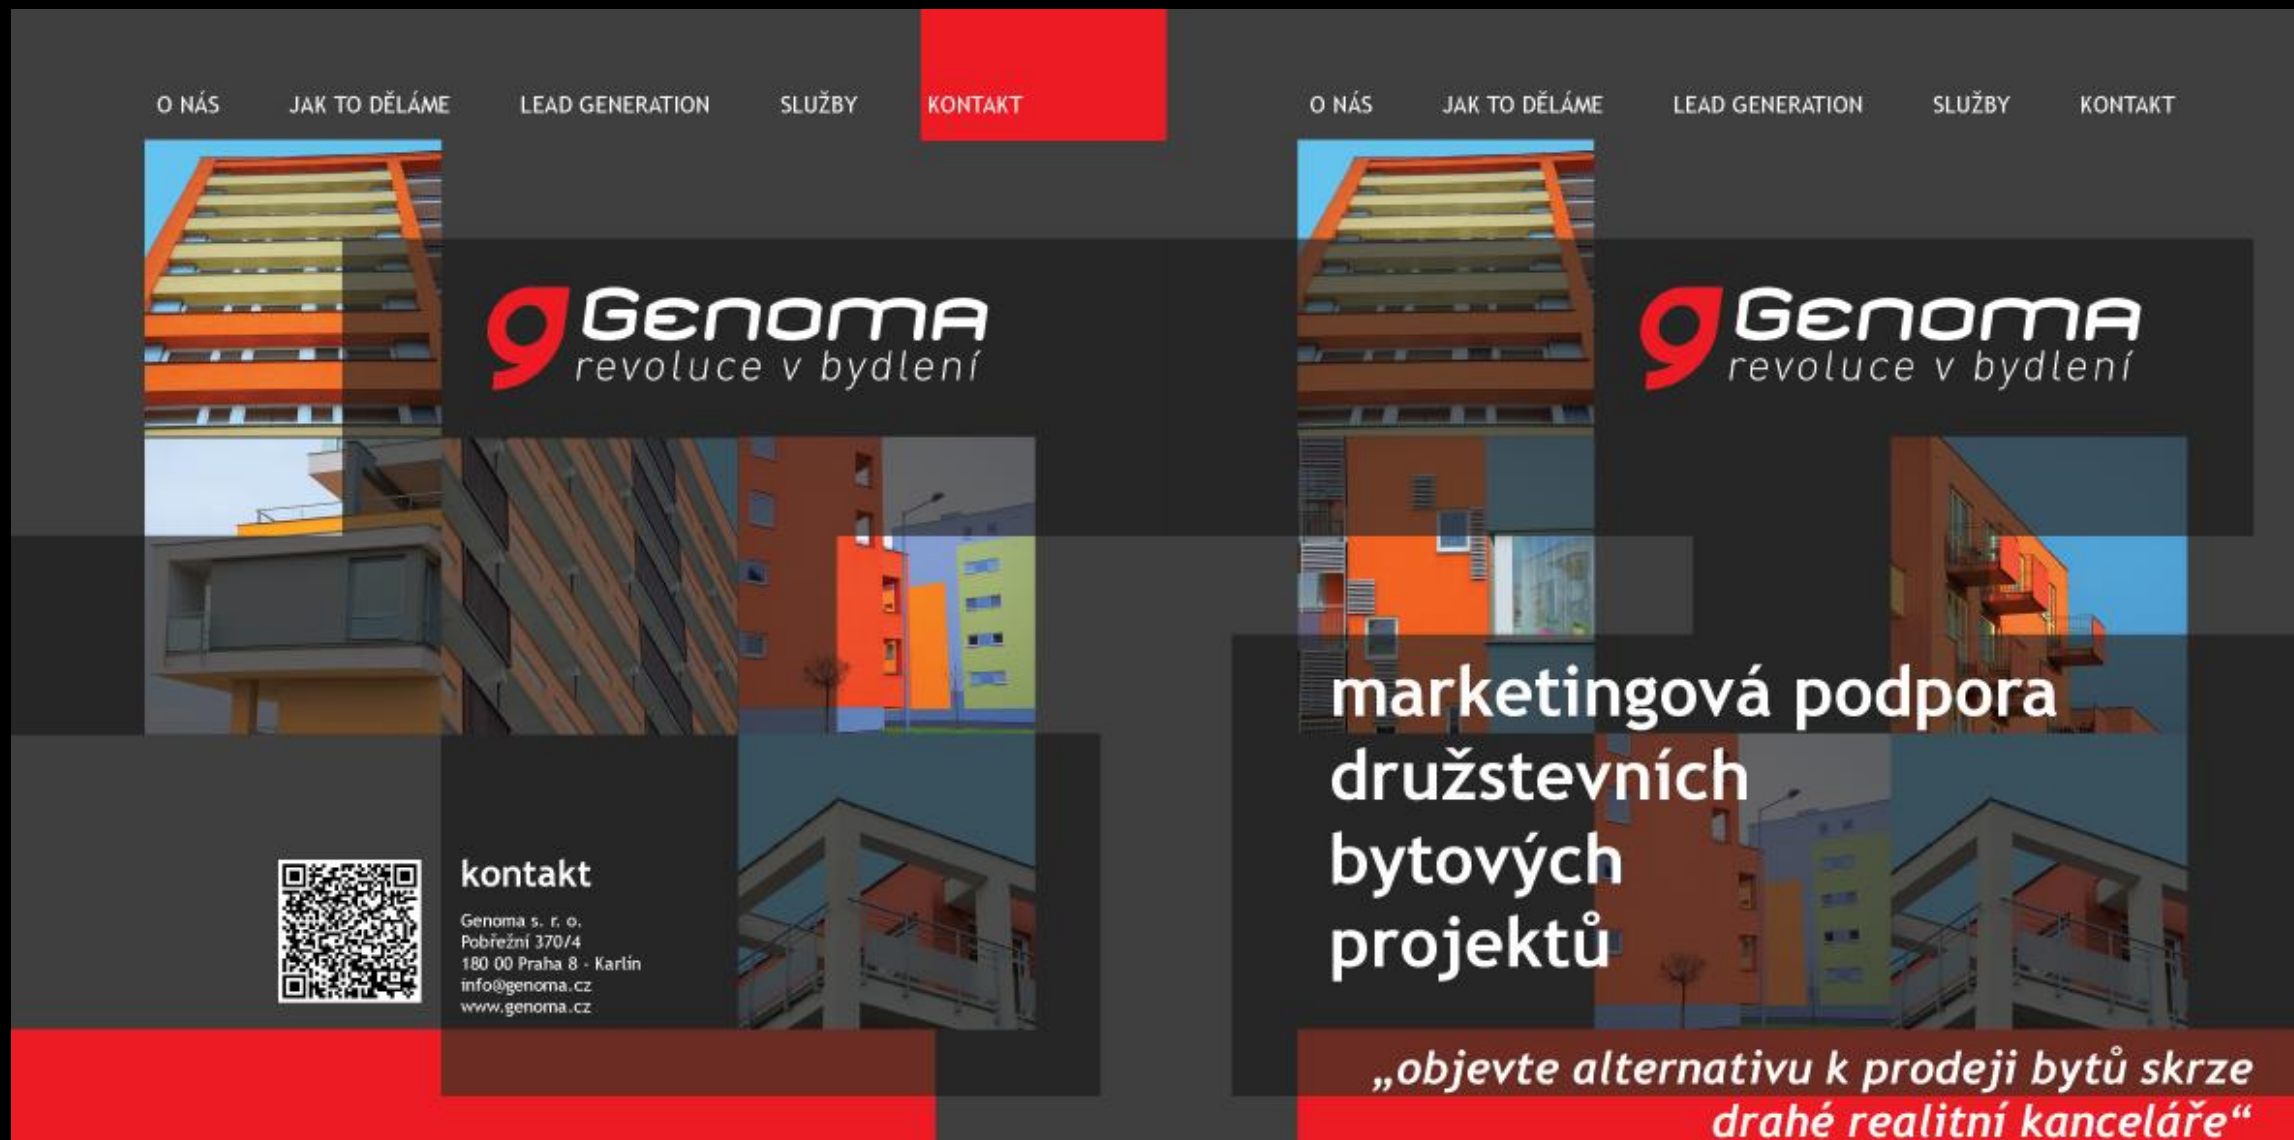 O NÁS JAK TO DĚLÁME LEAD GENERATION SLUŽBY KONTAKT
Genoma
revoluce v bydlení
kontakt
Genoma s. r. o.
Pobřežní 370/4
180 00 Praha 8 - Karlín
info@genoma.cz
www.genoma.cz
O NÁS JAK TO DĚLÁME LEAD GENERATION SLUŽBY KONTAKT
Genoma
revoluce v bydlení
marketingová podpora
družstevních
bytových
projektů
„objevte alternativu k prodeji bytů skrze
drahé realitní kanceláře“